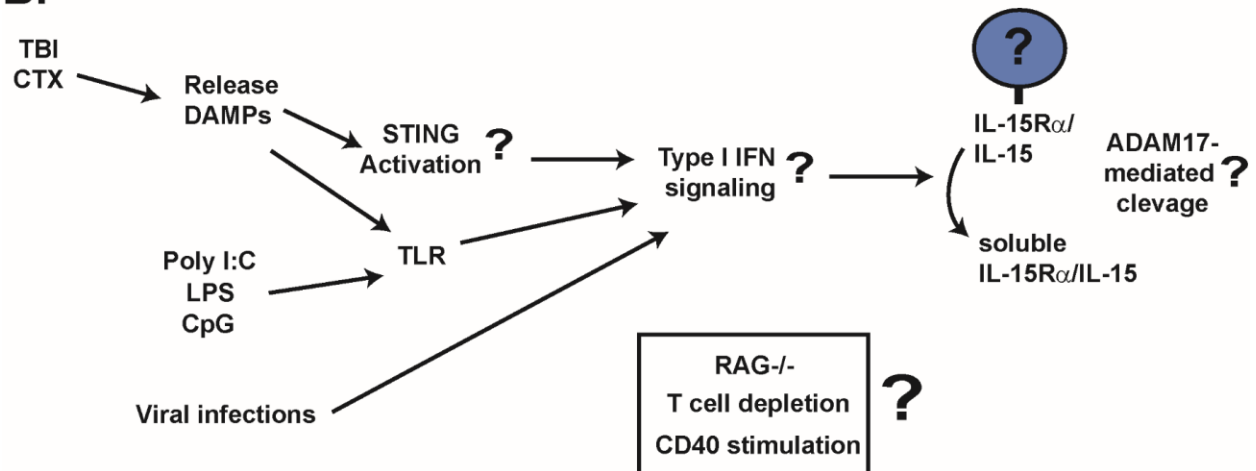 B.
TBI
CTX
Release
DAMPs
STING
Activation ?
Type I IFN
signaling ?
?
IL-15Rα/
IL-15
ADAM17-
mediated ?
clevage
soluble
IL-15Rα/IL-15
TLR
Poly I:C
LPS
CpG
Viral infections
RAG-/-
T cell depletion
CD40 stimulation
?